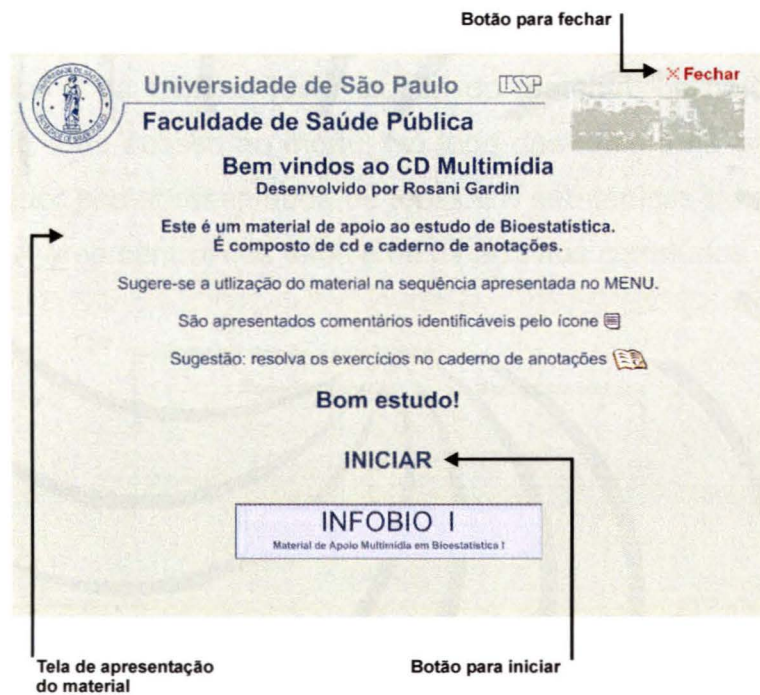 Botão para fechar
× Fechar
Universidade de São Paulo USP
Faculdade de Saúde Pública
Bem vindos ao CD Multimídia
Desenvolvido por Rosani Gardin
Este é um material de apoio ao estudo de Bioestatística.
É composto de cd e caderno de anotações.
Sugere-se a utlização do material na sequência apresentada no MENU.
São apresentados comentários identificáveis pelo ícone
Sugestão: resolva os exercícios no caderno de anotações
Bom estudo!
INICIAR
INFOBIO I
Material de Apoio Multimídia em Bioestatística I
Tela de apresentação
do material
Botão para iniciar